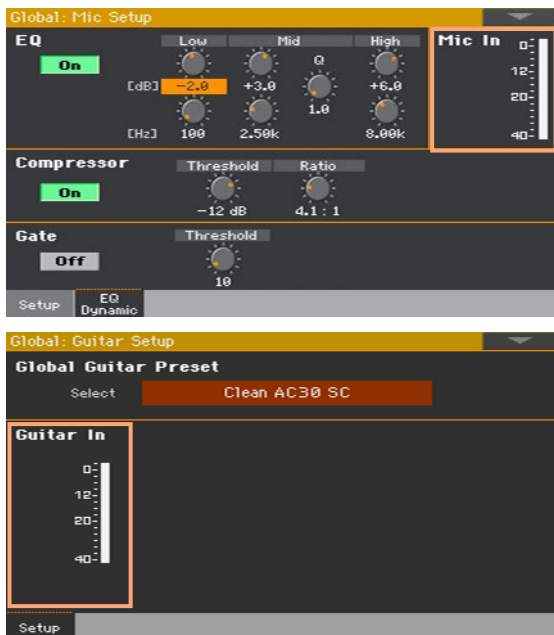 Global: Mic Setup
EQ
Low Mid High
Mic In
On
Q
[dB] -2.0 +3.0 +6.0
1.0
[Hz] 100 2.50k 8.00k
0
12
20
40
Compressor
Threshold Ratio
On
-12 dB 4.1 : 1
Gate
Threshold
Off
10
Setup
EQ
Dynamic
Global: Guitar Setup
Global Guitar Preset
Select Clean AC30 SC
Guitar In
0
12
20
40
Setup